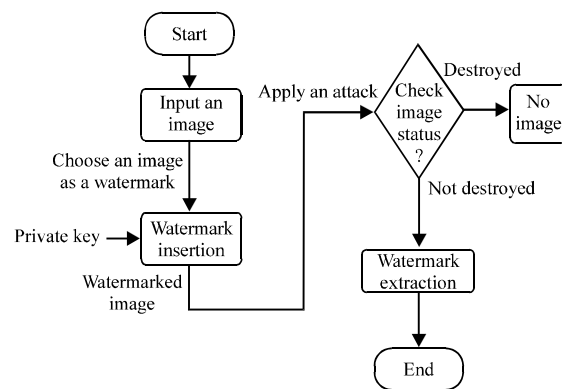 Start
Input an
image
Choose an image
as a watermark
Private key
Watermark
insertion
Watermarked
image
Apply an attack
Check
image
status
?
Destroyed
No
image
Not destroyed
Watermark
extraction
End